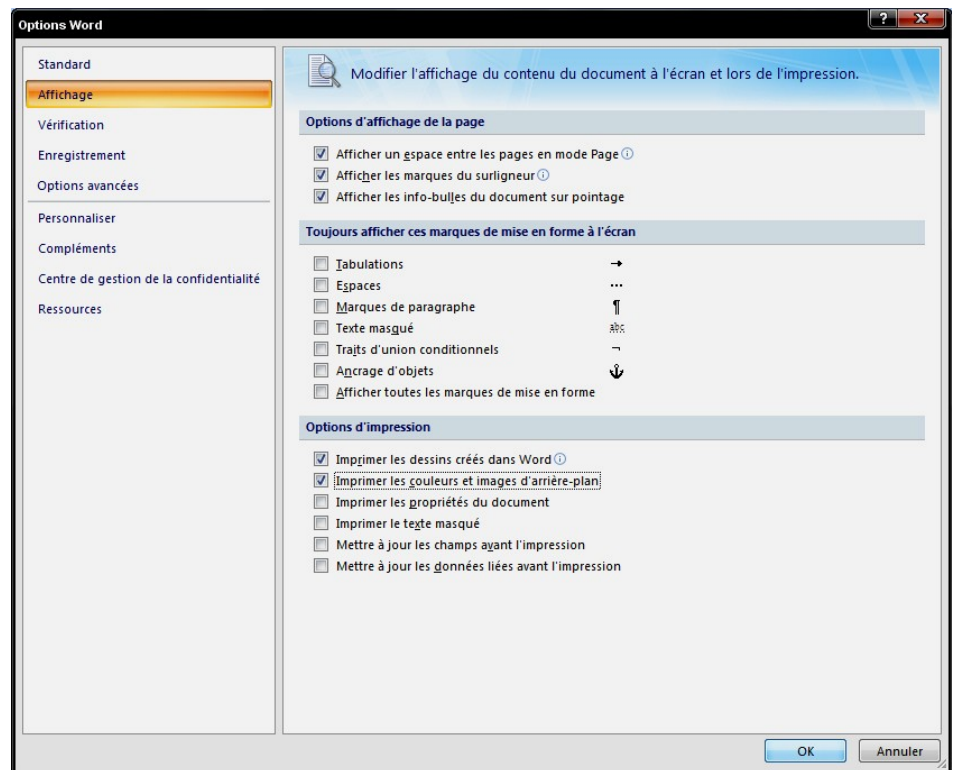 Options Word
?
X
Standard
Affichage
Vérification
Enregistrement
Options avancées
Personnaliser
Compléments
Centre de gestion de la confidentialité
Ressources
Modifier l'affichage du contenu du document à l'écran et lors de l'impression.
Options d'affichage de la page
Afficher un espace entre les pages en mode Page
Afficher les marques du surligneur
Afficher les info-bulles du document sur pointage
Toujours afficher ces marques de mise en forme à l'écran
Tabulations →
Espaces ...
Marques de paragraphe ¶
Texte masqué abc
Traits d'union conditionnels ¬
Ancrage d'objets
Afficher toutes les marques de mise en forme
Options d'impression
Imprimer les dessins créés dans Word
Imprimer les couleurs et images d'arrière-plan
Imprimer les propriétés du document
Imprimer le texte masqué
Mettre à jour les champs avant l'impression
Mettre à jour les données liées avant l'impression
OK Annuler